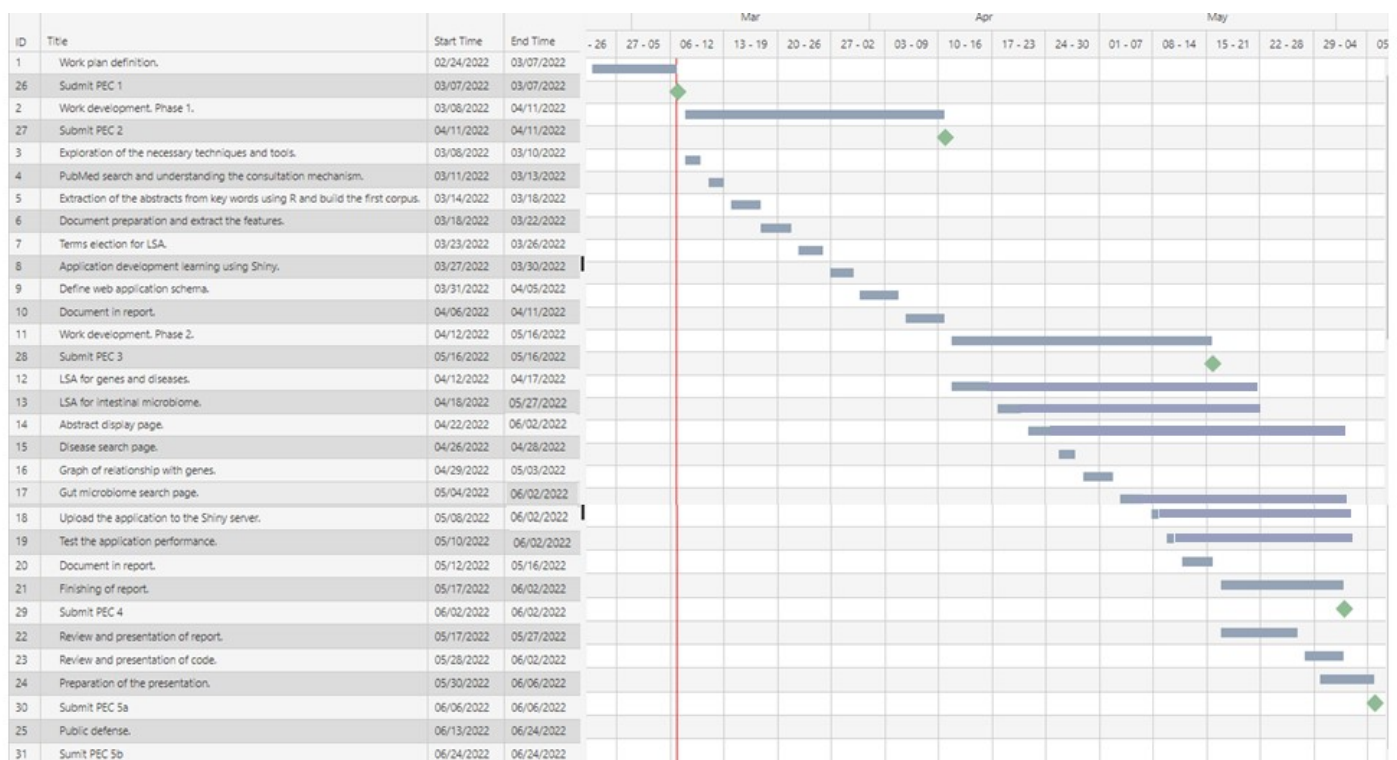 Mar Apr May
ID Title Start Time End Time - 26 27 - 05 06 - 12 13 - 19 20 - 26 27 - 02 03 - 09 10 - 16 17 - 23 24 - 30 01 - 07 08 - 14 15 - 21 22 - 28 29 - 04 05
1 Work plan definition. 02/24/2022 03/07/2022
26 Sudmit PEC 1 03/07/2022 03/07/2022
2 Work development. Phase 1. 03/08/2022 04/11/2022
27 Submit PEC 2 04/11/2022 04/11/2022
3 Exploration of the necessary techniques and tools. 03/08/2022 03/10/2022
4 PubMed search and understanding the consultation mechanism. 03/11/2022 03/13/2022
5 Extraction of the abstracts from key words using R and build the first corpus. 03/14/2022 03/18/2022
6 Document preparation and extract the features. 03/18/2022 03/22/2022
7 Terms election for LSA. 03/23/2022 03/26/2022
8 Application development learning using Shiny. 03/27/2022 03/30/2022
9 Define web application schema. 03/31/2022 04/05/2022
10 Document in report. 04/06/2022 04/11/2022
11 Work development. Phase 2. 04/12/2022 05/16/2022
28 Submit PEC 3 05/16/2022 05/16/2022
12 LSA for genes and diseases. 04/12/2022 04/17/2022
13 LSA for intestinal microbiome. 04/18/2022 05/27/2022
14 Abstract display page. 04/22/2022 06/02/2022
15 Disease search page. 04/26/2022 04/28/2022
16 Graph of relationship with genes. 04/29/2022 05/03/2022
17 Gut microbiome search page. 05/04/2022 06/02/2022
18 Upload the application to the Shiny server. 05/08/2022 06/02/2022
19 Test the application performance. 05/10/2022 06/02/2022
20 Document in report. 05/12/2022 05/16/2022
21 Finishing of report. 05/17/2022 06/02/2022
29 Submit PEC 4 06/02/2022 06/02/2022
22 Review and presentation of report. 05/17/2022 05/27/2022
23 Review and presentation of code. 05/28/2022 06/02/2022
24 Preparation of the presentation. 05/30/2022 06/06/2022
30 Submit PEC 5a 06/06/2022 06/06/2022
25 Public defense. 06/13/2022 06/24/2022
31 Sumit PEC 5b 06/24/2022 06/24/2022